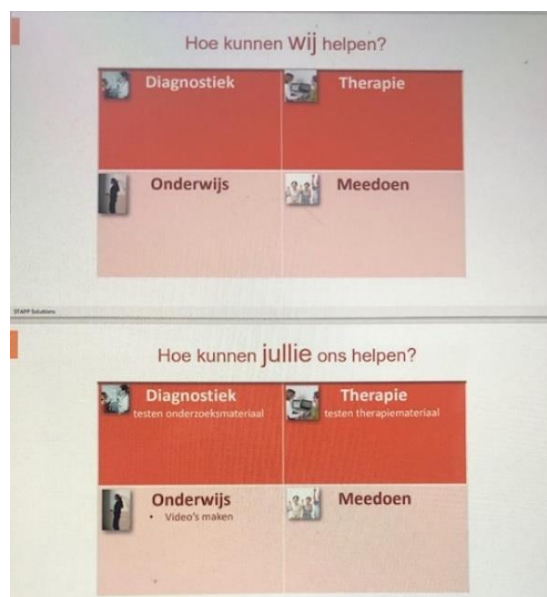 Hoe kunnen wij helpen?
Diagnostiek
Therapie
Onderwijs
Meedoen
STAPP Solutions
Hoe kunnen jullie ons helpen?
Diagnostiek
testen onderzoeksmateriaal
Therapie
testen therapiemateriaal
Onderwijs
• Video's maken
Meedoen